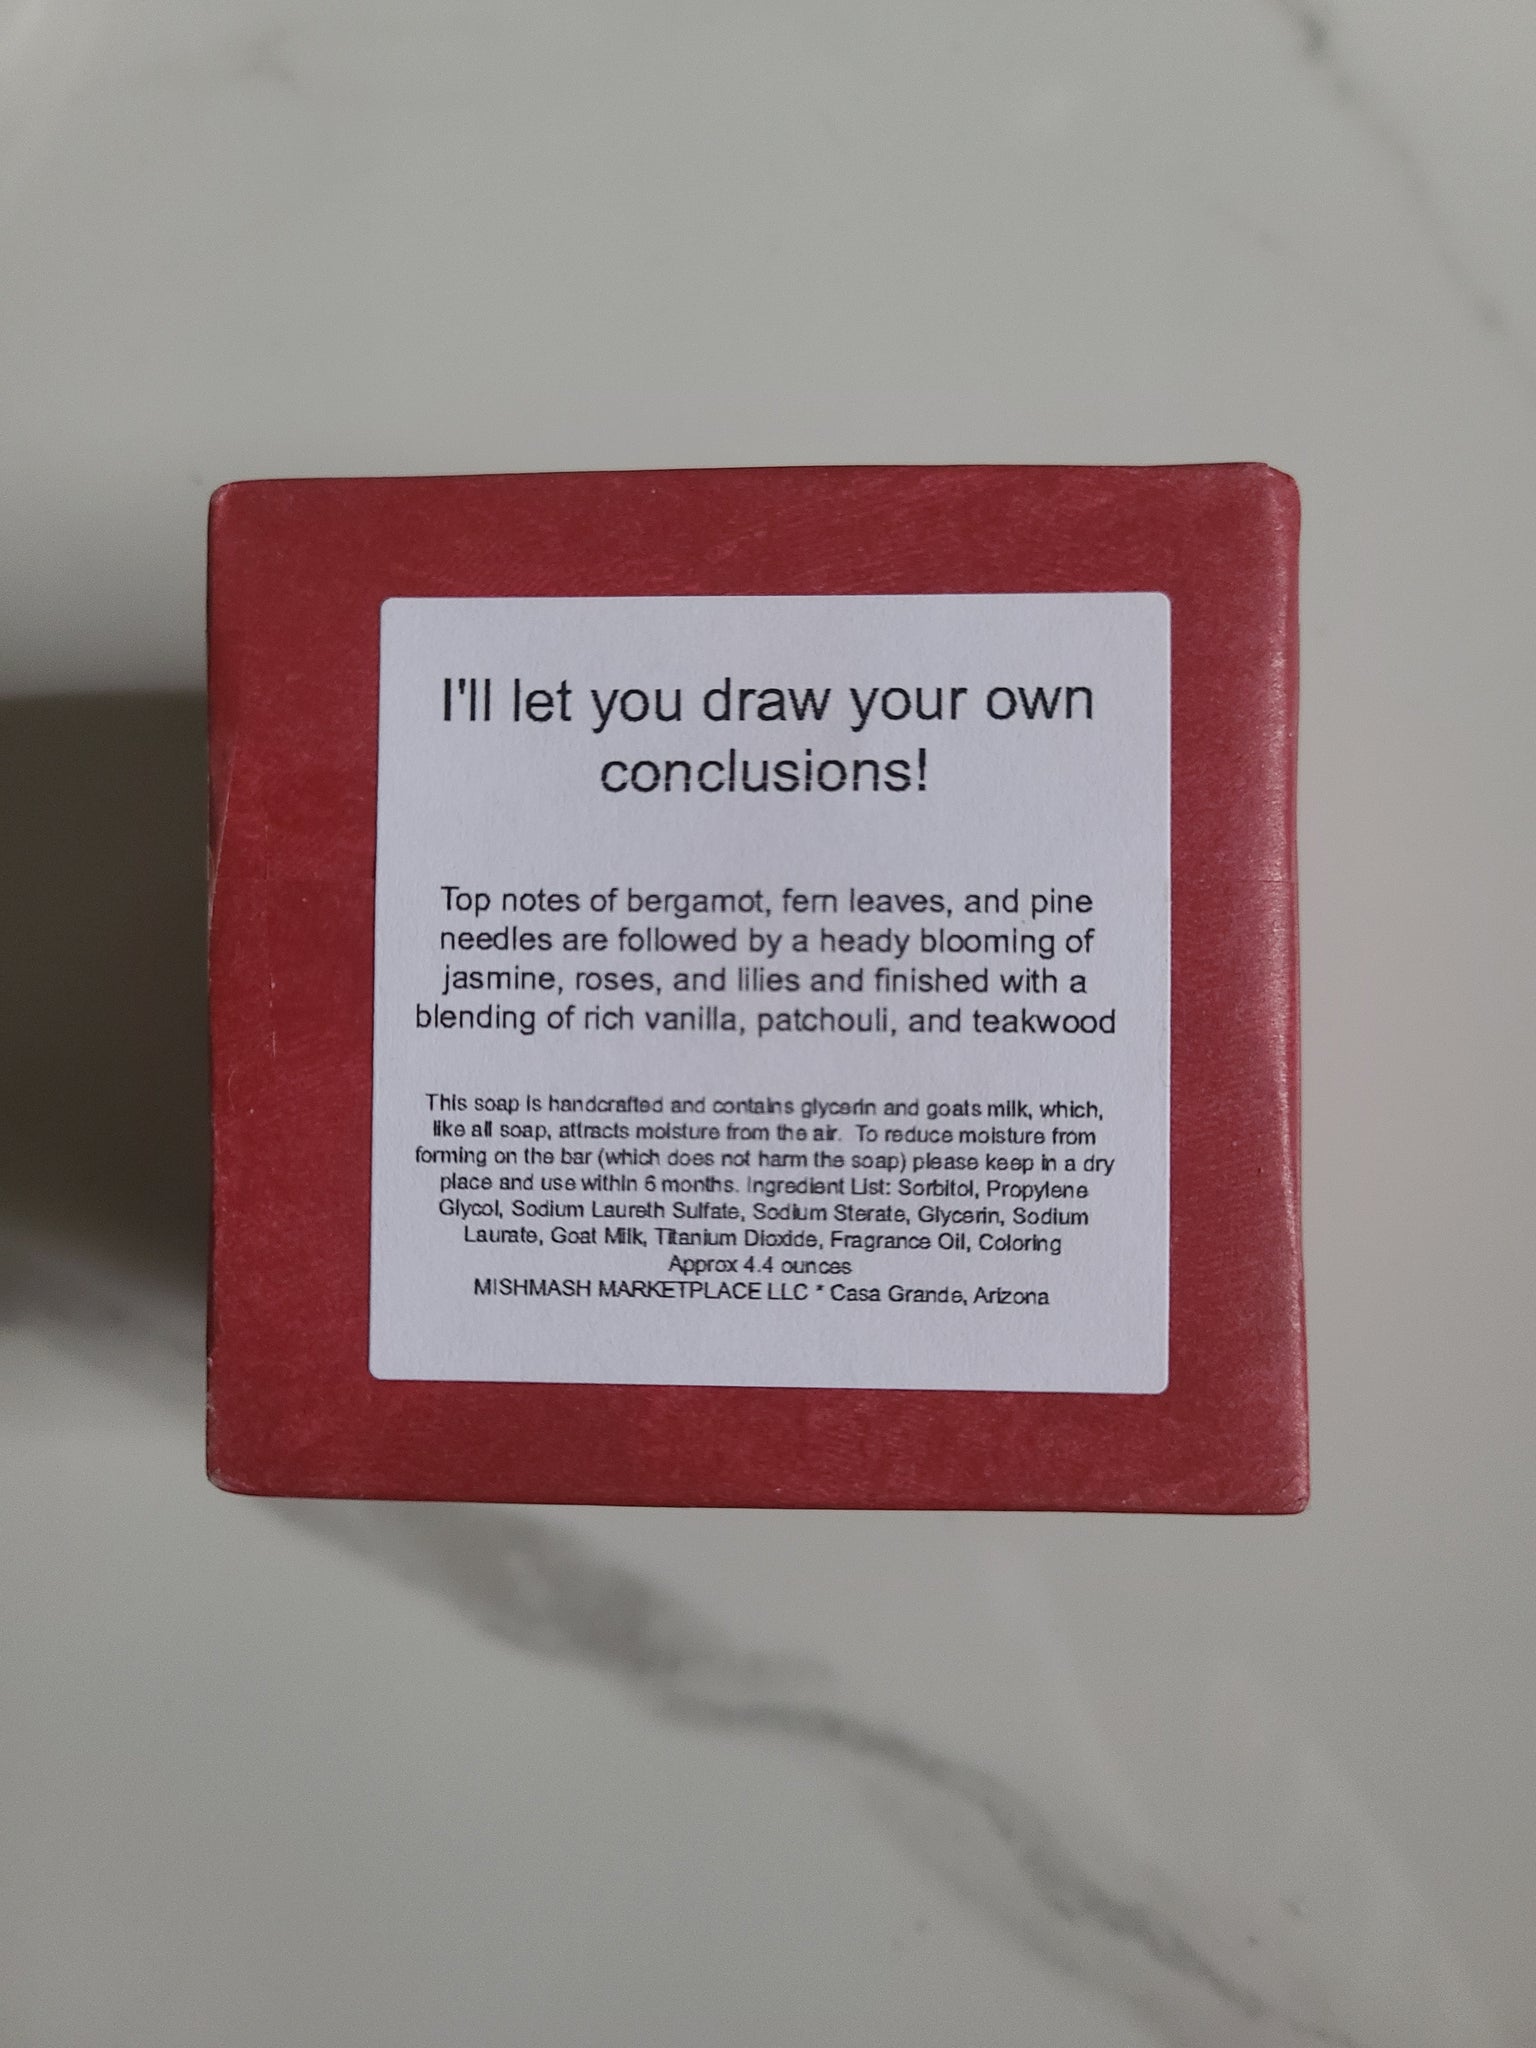 I'll let you draw your own
conclusions!
Top notes of bergamot, fern leaves, and pine
needles are followed by a heady blooming of
jasmine, roses, and lilies and finished with a
blending of rich vanilla, patchouli, and teakwood
This soap is handcrafted and contains glycerin and goats milk, which,
like all soap, attracts moisture from the air. To reduce moisture from
forming on the bar (which does not harm the soap) please keep in a dry
place and use within 6 months. Ingredient List: Sorbitol, Propylene
Glycol, Sodium Laureth Sulfate, Sodium Sterate, Glycerin, Sodium
Laurate, Goat Milk, Titanium Dioxide, Fragrance Oil, Coloring
Approx 4.4 ounces
MISHMASH MARKETPLACE LLC * Casa Grande, Arizona